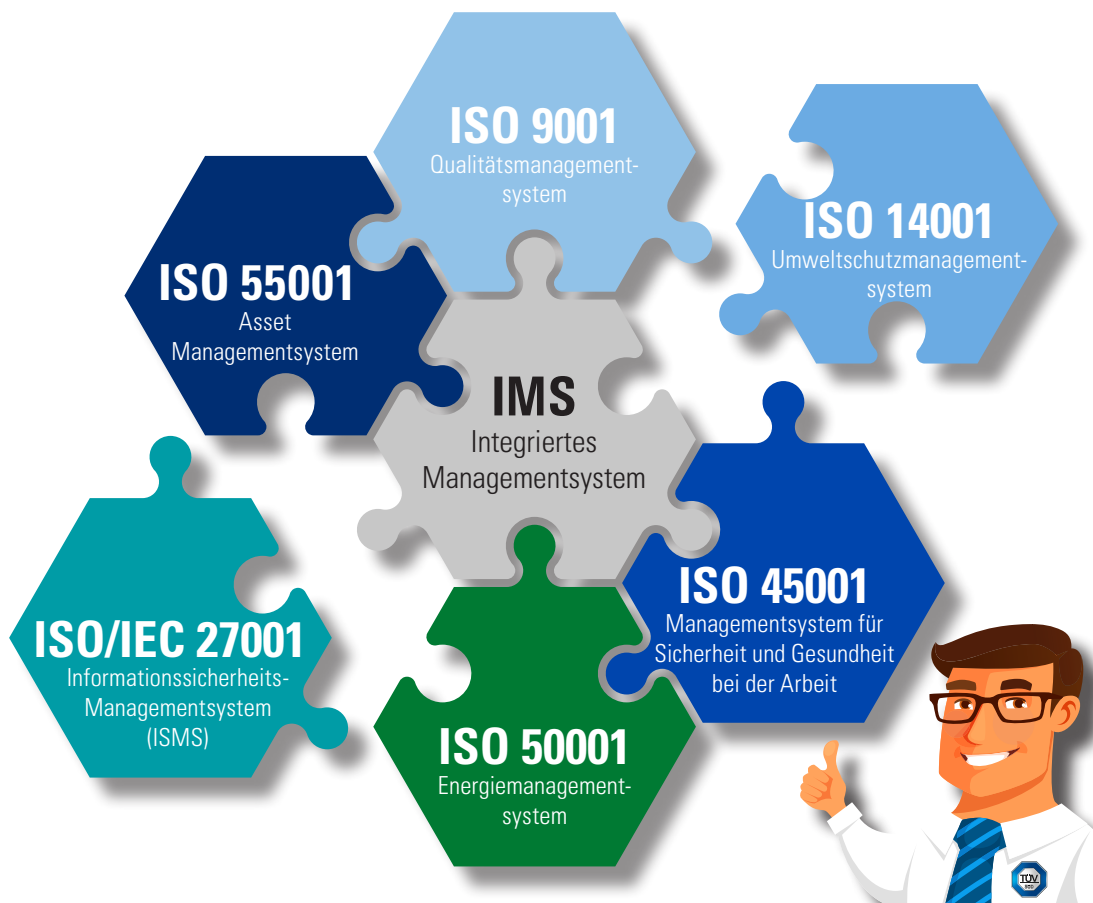 ISO 9001
Qualitätsmanagement-
system
ISO 14001
Umweltschutzmanagement-
system
ISO 55001
Asset
Managementsystem
IMS
Integriertes
Managementsystem
ISO/IEC 27001
Informationssicherheits-
Managementsystem
(ISMS)
ISO 45001
Managementsystem für
Sicherheit und Gesundheit
bei der Arbeit
ISO 50001
Energiemanagement-
system
TÜV
SÜD